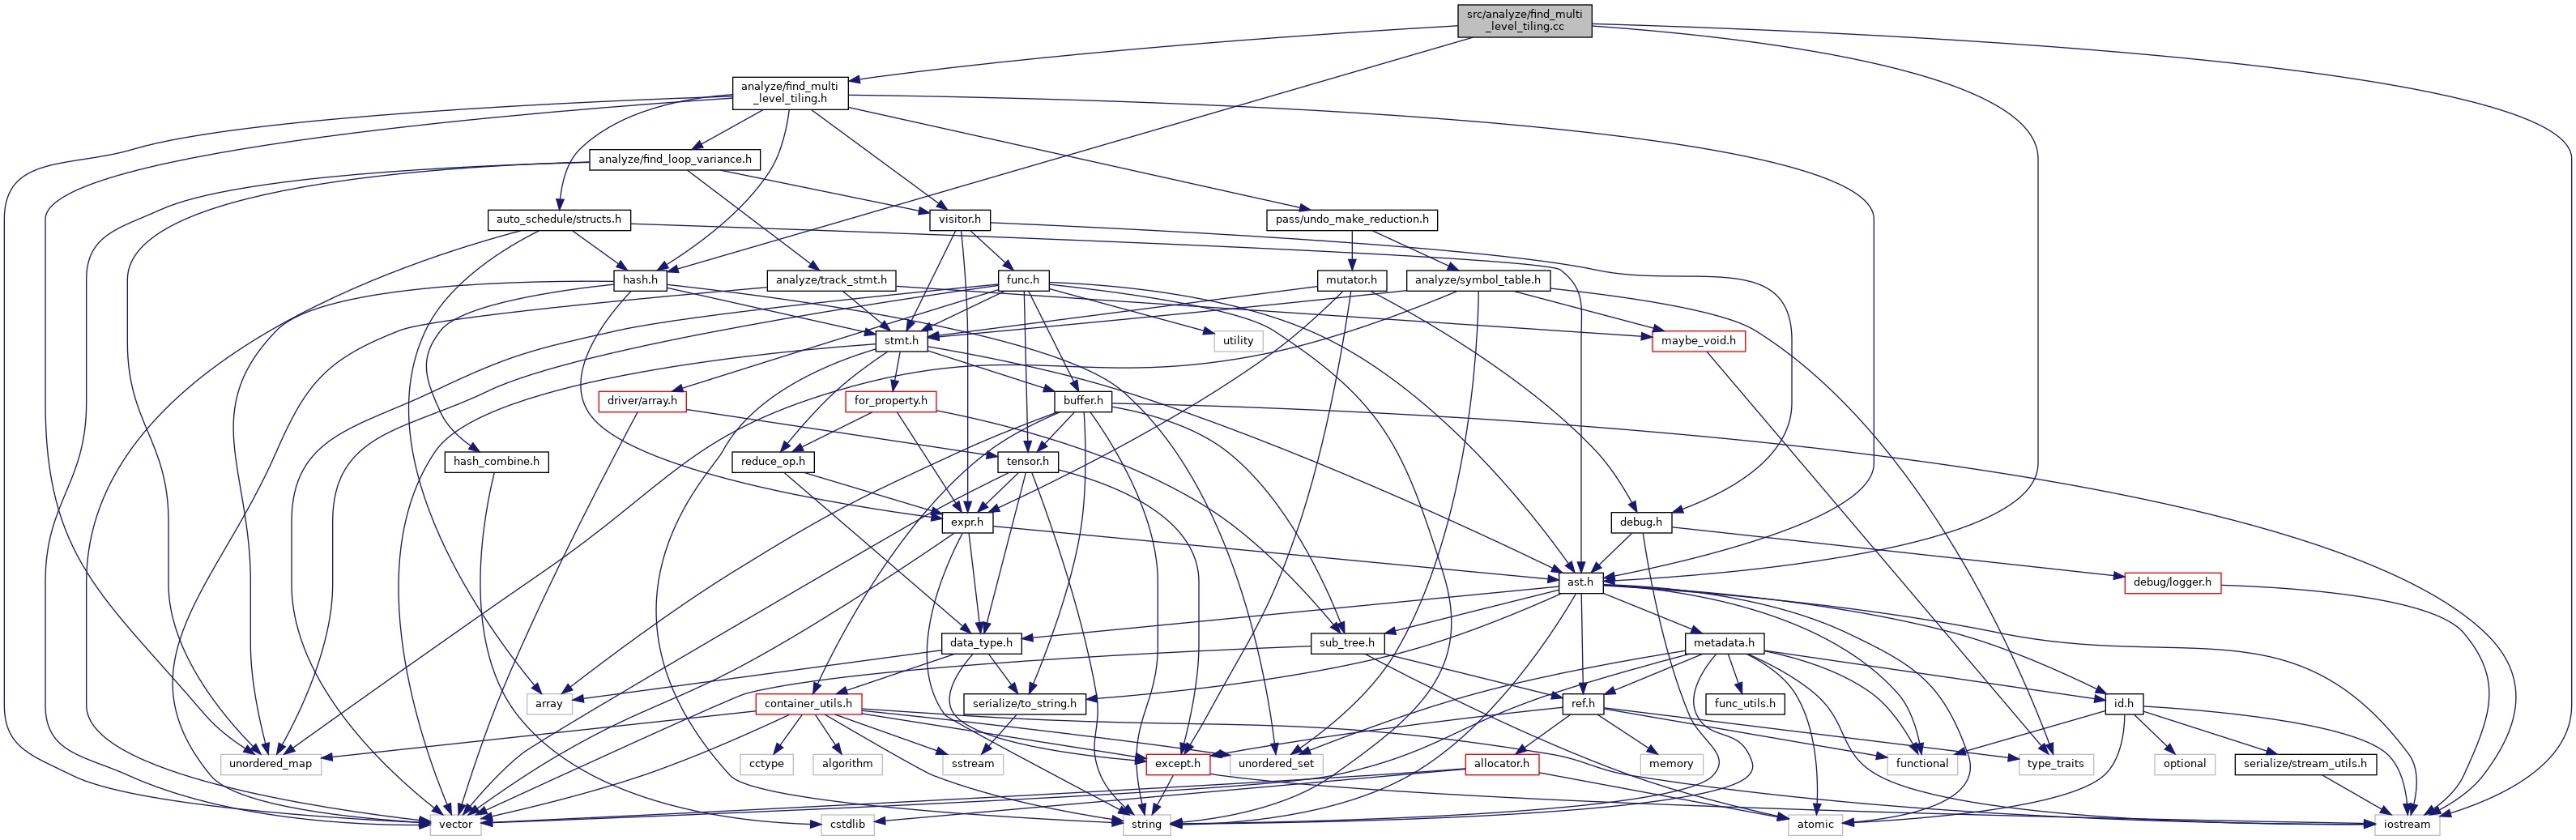 src/analyze/find_multi
_level_tiling.cc
analyze/find_multi
_level_tiling.h
analyze/find_loop_variance.h
auto_schedule/structs.h
visitor.h
pass/undo_make_reduction.h
hash.h
analyze/track_stmt.h
func.h
mutator.h
analyze/symbol_table.h
stmt.h
utility
maybe_void.h
driver/array.h
for_property.h
buffer.h
hash_combine.h
reduce_op.h
tensor.h
expr.h
debug.h
ast.h
debug/logger.h
data_type.h
sub_tree.h
metadata.h
array
container_utils.h
serialize/to_string.h
ref.h
func_utils.h
id.h
unordered_map
cctype
algorithm
sstream
except.h
unordered_set
allocator.h
memory
functional
type_traits
optional
serialize/stream_utils.h
vector
cstdlib
string
atomic
iostream